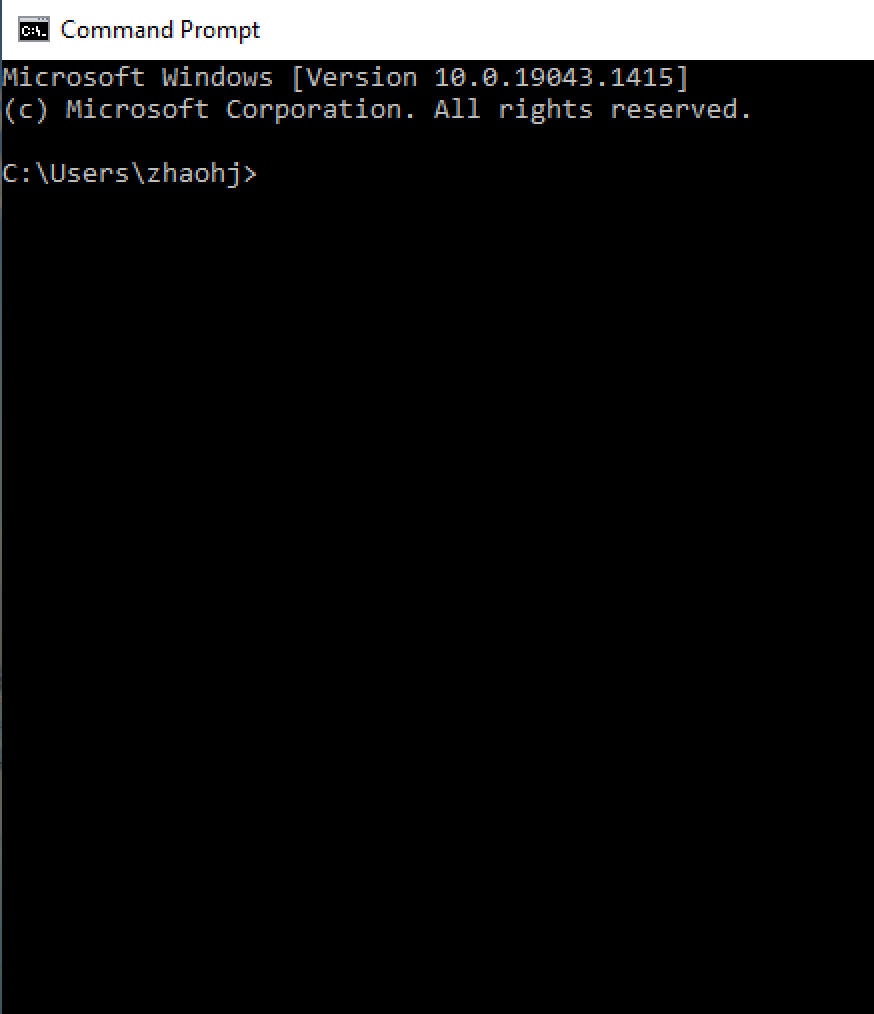 Command Prompt
Microsoft Windows [Version 10.0.19043.1415]
(c) Microsoft Corporation. All rights reserved.
C:\Users\zhaohj>